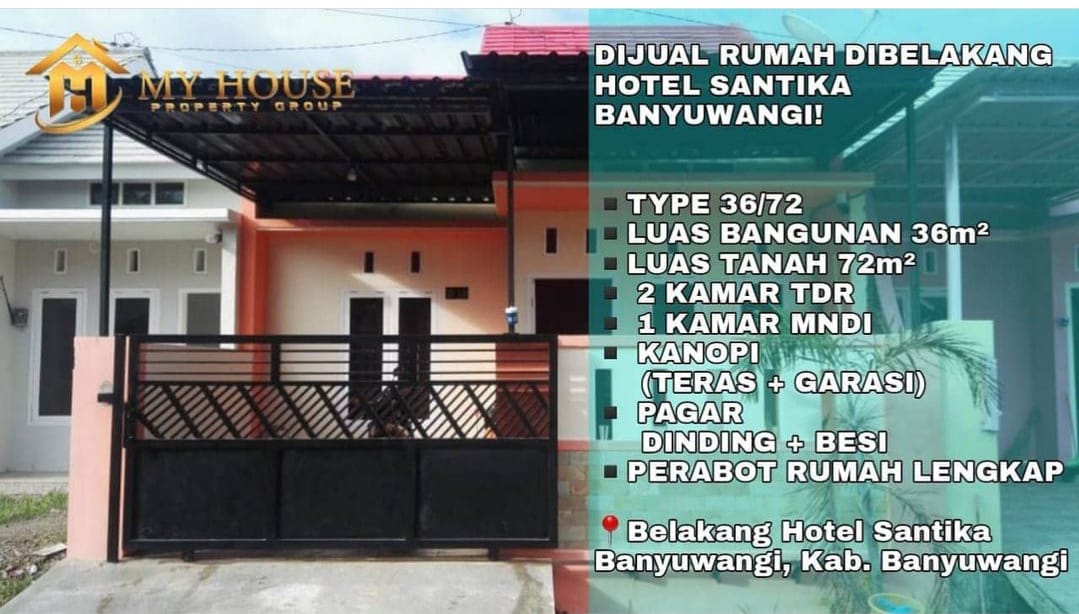 MY HOUSE
PROPERTY GROUP
DIJUAL RUMAH DIBELAKANG
HOTEL SANTIKA
BANYUWANGI!
▪ TYPE 36/72
▪ LUAS BANGUNAN 36m²
▪ LUAS TANAH 72m²
▪ 2 KAMAR TDR
▪ 1 KAMAR MNDI
▪ KANOPI
(TERAS + GARASI)
▪ PAGAR
DINDING + BESI
▪ PERABOT RUMAH LENGKAP
📍Belakang Hotel Santika
Banyuwangi, Kab. Banyuwangi